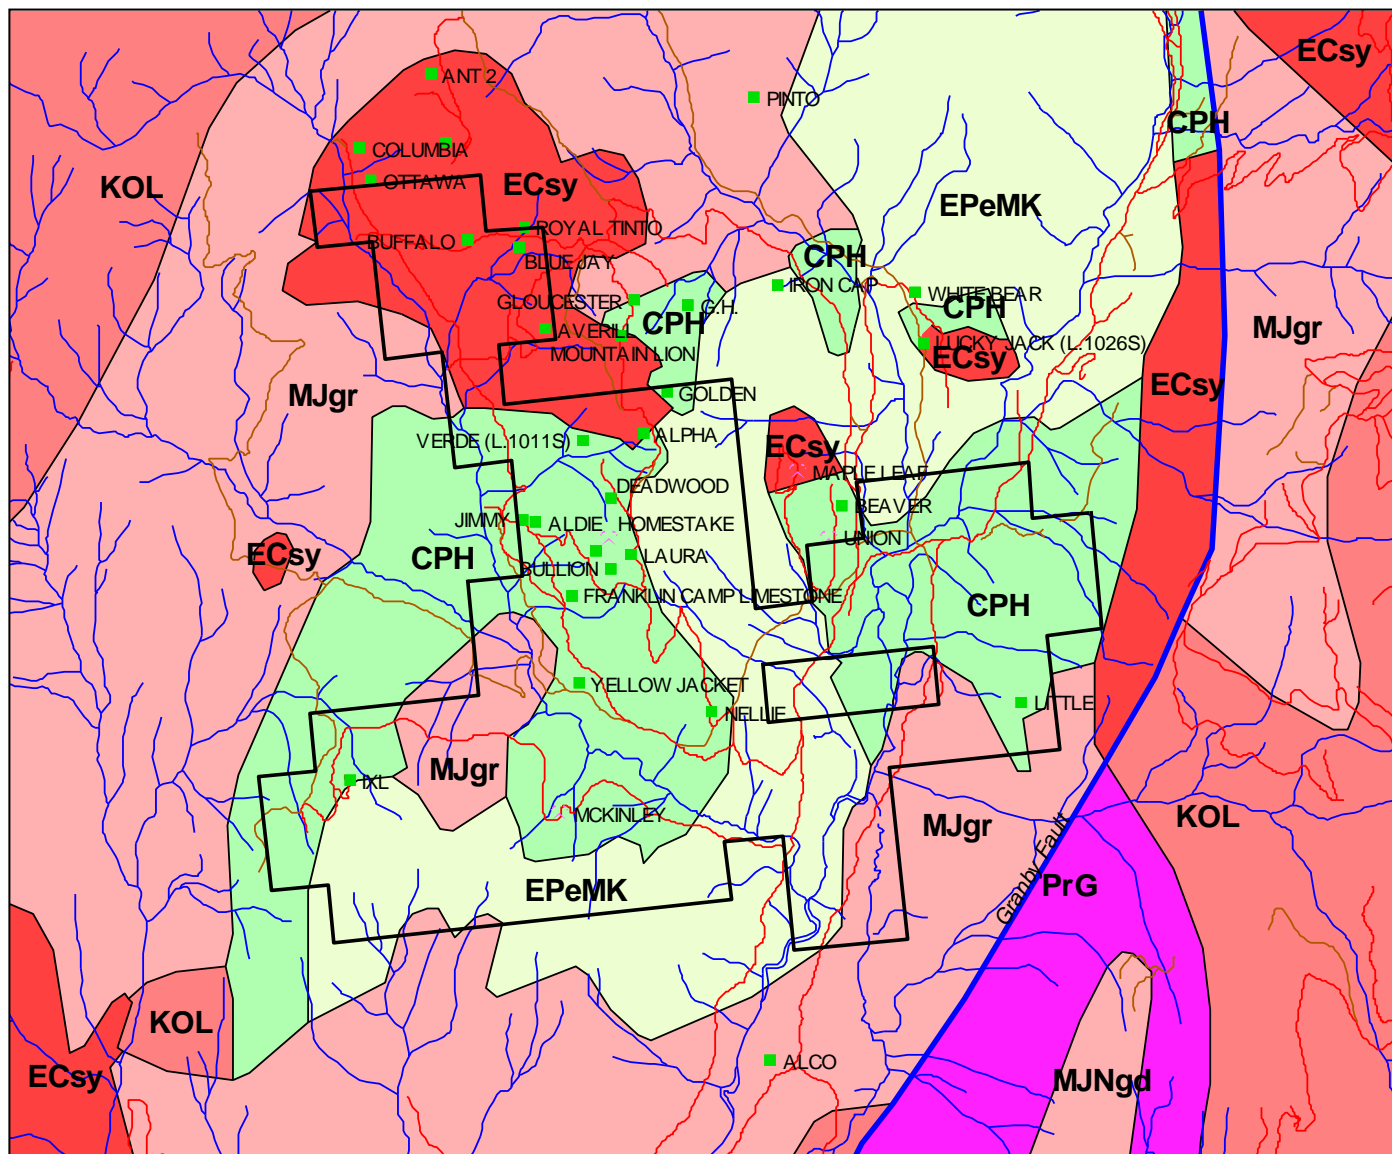 ECsy
ANT 2
PINTO
CPH
COLUMBIA
KOL
OTTAWA
ECsy
EPeMK
ROYAL TINTO
BUFFALO
BLUE JAY
CPH
IRON CAP
WHITE BEAR
GLOUCESTER
G.H.
CPH
CPH
MJgr
AVERILL
LUCKY JACK (L.1026S)
MOUNTAIN LION
ECsy
ECsy
MJgr
GOLDEN
VERDE (L.1011S)
ALPHA
ECsy
MAPLE LEAF
DEADWOOD
BEAVER
JIMMY
ALDIE
HOMESTAKE
UNION
ECsy
CPH
LAURA
BULLION
FRANKLIN CAMP LIMESTONE
CPH
YELLOW JACKET
NELLIE
LITTLE
MJgr
IXL
MCKINLEY
MJgr
KOL
Granby Fault
EPeMK
PrG
KOL
ALCO
ECsy
MJNgd